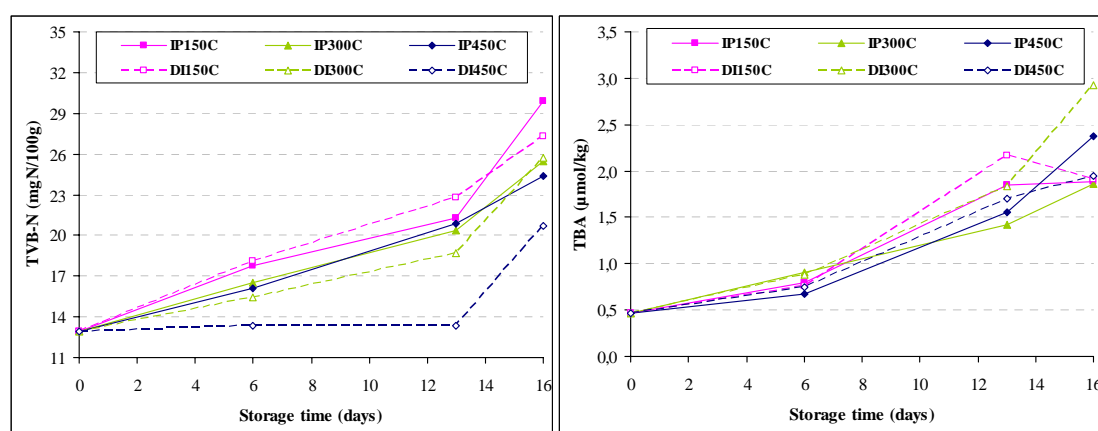 35
32
29
26
23
20
17
14
11
TVB-N (mgN/100g)
IP150C IP300C IP450C
DI150C DI300C DI450C
0 2 4 6 8 10 12 14 16
Storage time (days)
3,5
3,0
2,5
2,0
1,5
1,0
0,5
0,0
TBA (µmol/kg)
IP150C IP300C IP450C
DI150C DI300C DI450C
0 2 4 6 8 10 12 14 16
Storage time (days)